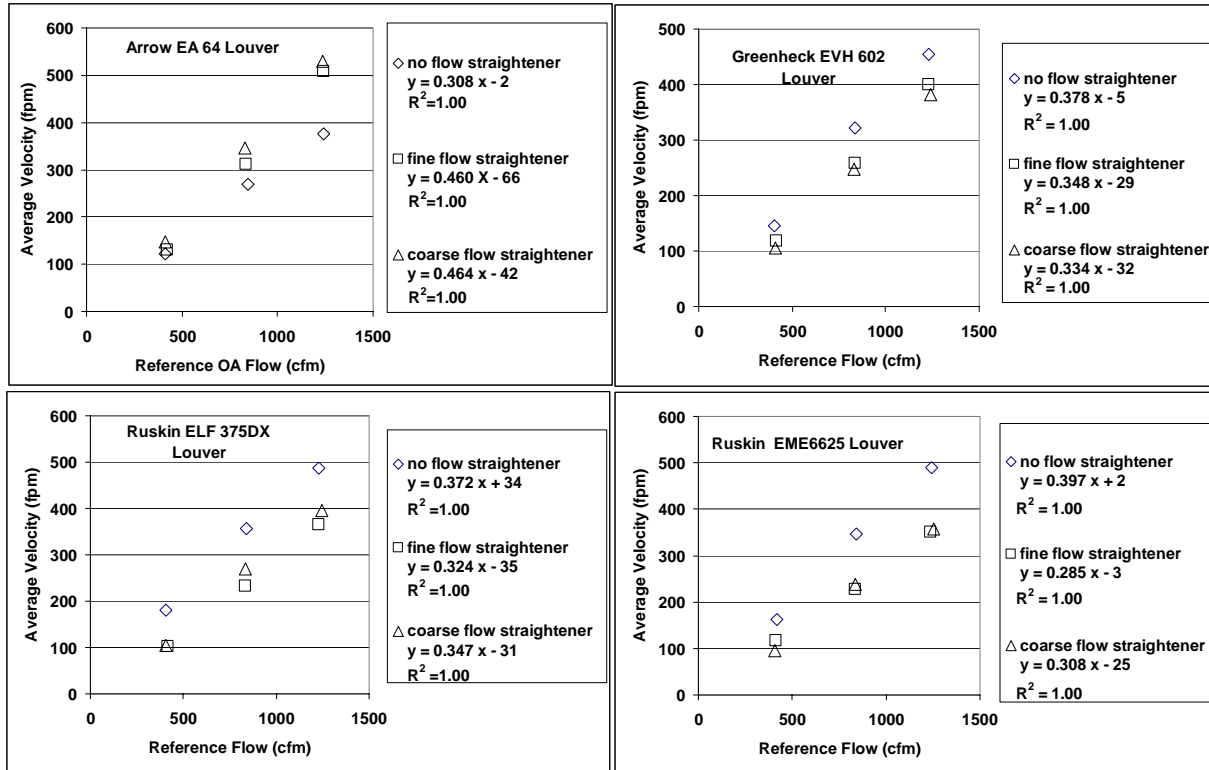 Arrow EA 64 Louver
Average Velocity (fpm)
600
500
400
300
200
100
0
0 500 1000 1500
Reference OA Flow (cfm)
no flow straightener
y = 0.308 x - 2
R²=1.00
fine flow straightener
y = 0.460 X - 66
R²=1.00
coarse flow straightener
y = 0.464 x - 42
R²=1.00
Greenheck EVH 602
Louver
Average Velocity (fpm)
500
400
300
200
100
0
0 500 1000 1500
Reference Flow (cfm)
no flow straightener
y = 0.378 x - 5
R² = 1.00
fine flow straightener
y = 0.348 x - 29
R² = 1.00
coarse flow straightener
y = 0.334 x - 32
R² = 1.00
Ruskin ELF 375DX
Louver
Average Velocity (fpm)
600
500
400
300
200
100
0
0 500 1000 1500
Reference Flow (cfm)
no flow straightener
y = 0.372 x + 34
R² =1.00
fine flow straightener
y = 0.324 x - 35
R² =1.00
coarse flow straightener
y = 0.347 x - 31
R² =1.00
Ruskin EME6625 Louver
Average Velocity (fpm)
600
500
400
300
200
100
0
0 500 1000 1500
Reference Flow (cfm)
no flow straightener
y = 0.397 x + 2
R² = 1.00
fine flow straightener
y = 0.285 x - 3
R² = 1.00
coarse flow straightener
y = 0.308 x - 25
R² = 1.00